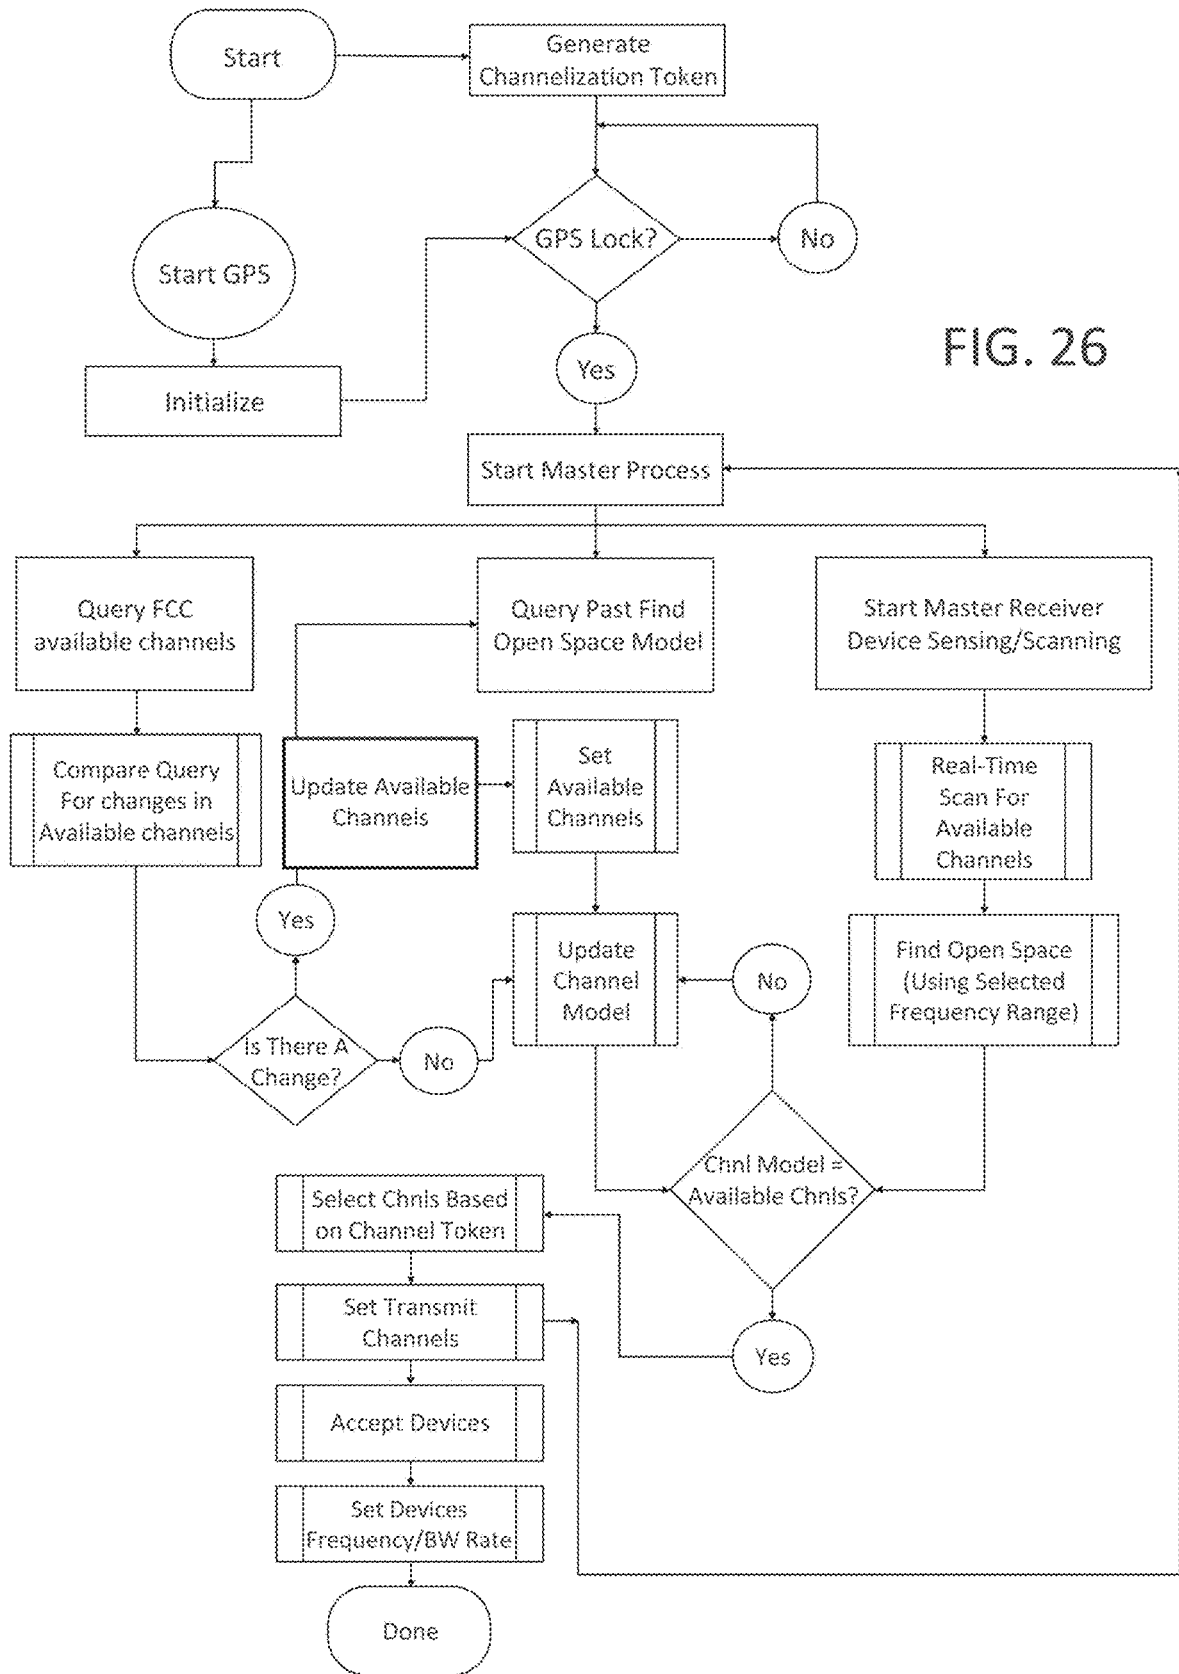 Start
Generate
Channelization Token
GPS Lock?
No
Start GPS
Yes
Initialize
FIG. 26
Start Master Process
Query FCC
available channels
Query Past Find
Open Space Model
Start Master Receiver
Device Sensing/Scanning
Compare Query
For changes in
Available channels
Update Available
Channels
Set
Available
Channels
Real-Time
Scan For
Available
Channels
Yes
Update
Channel
Model
No
Find Open Space
(Using Selected
Frequency Range)
Is There A
Change?
No
Chnl Model =
Available Chnls?
Select Chnls Based
on Channel Token
Set Transmit
Channels
Yes
Accept Devices
Set Devices
Frequency/BW Rate
Done